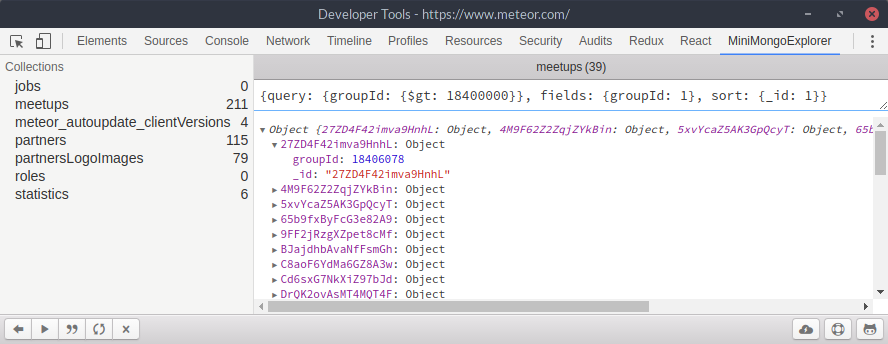 Developer Tools - https://www.meteor.com/
Elements Sources Console Network Timeline Profiles Resources Security Audits Redux React MiniMongoExplorer
Collections
jobs 0
meetups 211
meteor_autoupdate_clientVersions 4
partners 115
partnersLogoImages 79
roles 0
statistics 6
meetups (39)
{query: {groupId: {$gt: 18400000}}, fields: {groupId: 1}, sort: {_id: 1}}
Object {27ZD4F42imva9HnhL: Object, 4M9F62Z2ZqjZYkBin: Object, 5xvYcaZ5AK3GpQcyT: Object, 65b
27ZD4F42imva9HnhL: Object
groupId: 18406078
_id: "27ZD4F42imva9HnhL"
4M9F62Z2ZqjZYkBin: Object
5xvYcaZ5AK3GpQcyT: Object
65b9fxByFcG3e82A9: Object
9FF2jRzgXZpet8cMf: Object
BJajdhbAvaNfFsmGh: Object
C8aoF6YdMa6GZ8A3w: Object
Cd6sxG7NkXiZ97bJd: Object
DrQK2ovAsMT4MQT4F: Object